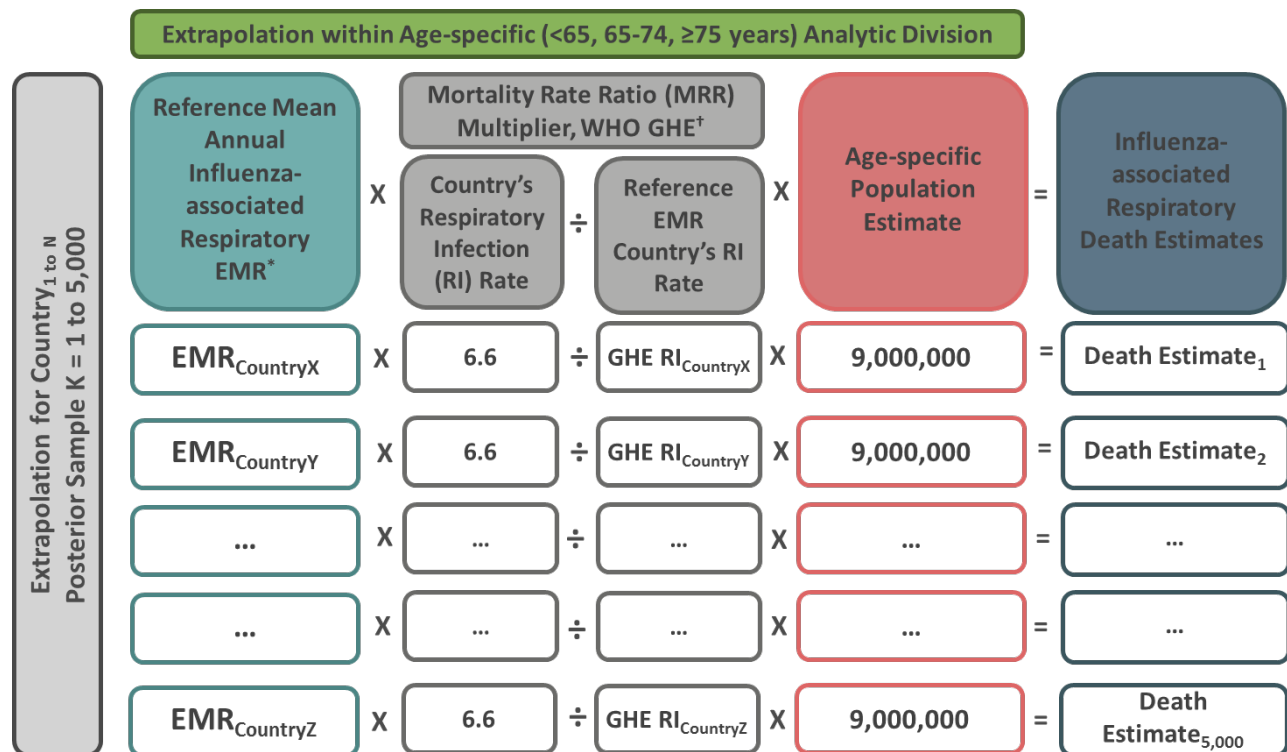 Extrapolation within Age-specific (<65, 65-74, ≥75 years) Analytic Division
Extrapolation for Country1 to N
Posterior Sample K = 1 to 5,000
Reference Mean
Annual
Influenza-
associated
Respiratory
EMR*
X
Mortality Rate Ratio (MRR)
Multiplier, WHO GHE†
Country's
Respiratory
Infection
(RI) Rate
÷
Reference
EMR
Country's RI
Rate
X
Age-specific
Population
Estimate
=
Influenza-
associated
Respiratory
Death Estimates
EMRCountryX X 6.6 ÷ GHE RICountryX X 9,000,000 = Death Estimate1
EMRCountryY X 6.6 ÷ GHE RICountryY X 9,000,000 = Death Estimate2
... X ... ÷ ... X ... = ...
... X ... ÷ ... X ... = ...
EMRCountryZ X 6.6 ÷ GHE RICountryZ X 9,000,000 = Death
Estimate5,000